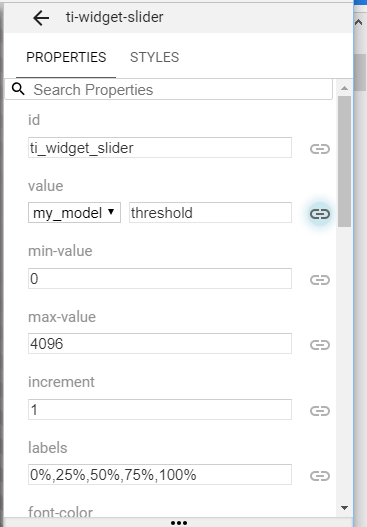 ti-widget-slider
PROPERTIES STYLES
Search Properties
id
ti_widget_slider
value
my_model threshold
min-value
0
max-value
4096
increment
1
labels
0%,25%,50%,75%,100%
font-color